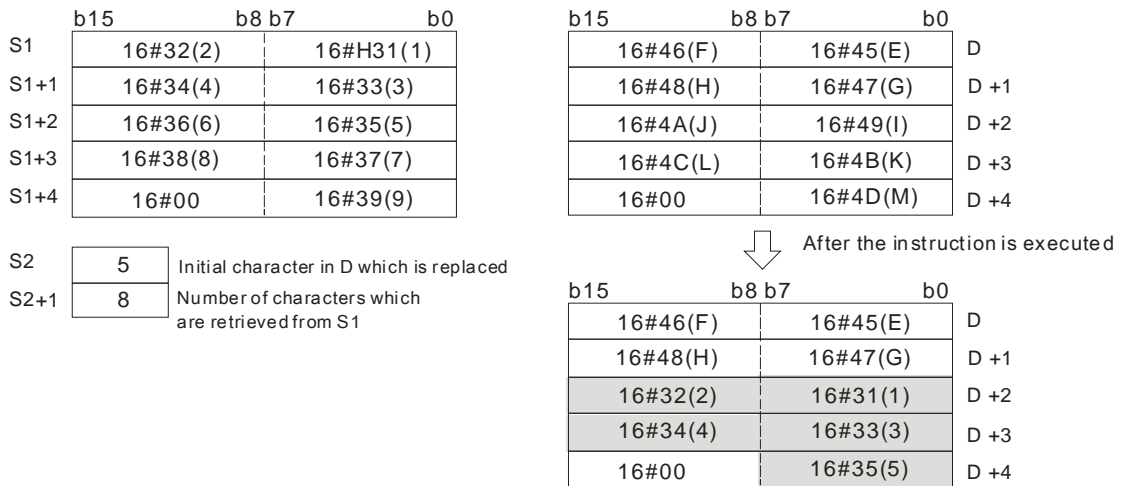 b15 b8 b7 b0
S1 16#32(2) 16#H31(1)
S1+1 16#34(4) 16#33(3)
S1+2 16#36(6) 16#35(5)
S1+3 16#38(8) 16#37(7)
S1+4 16#00 16#39(9)
S2 5 Initial character in D which is replaced
S2+1 8 Number of characters which
are retrieved from S1
b15 b8 b7 b0
16#46(F) 16#45(E) D
16#48(H) 16#47(G) D +1
16#4A(J) 16#49(I) D +2
16#4C(L) 16#4B(K) D +3
16#00 16#4D(M) D +4
After the instruction is executed
b15 b8 b7 b0
16#46(F) 16#45(E) D
16#48(H) 16#47(G) D +1
16#32(2) 16#31(1) D +2
16#34(4) 16#33(3) D +3
16#00 16#35(5) D +4